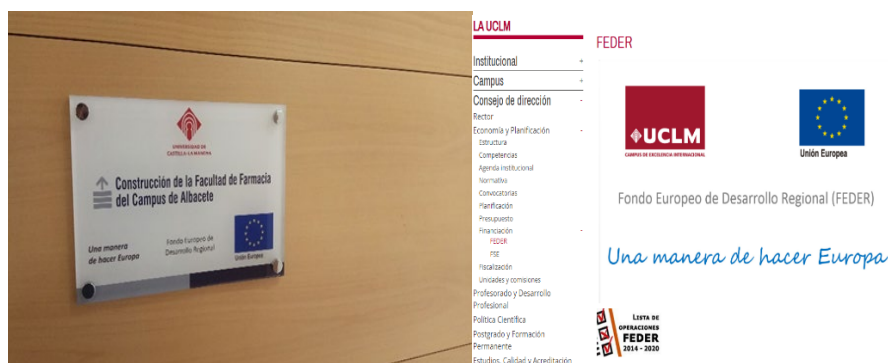 UNIVERSIDAD DE
CASTILLA-LA MANCHA
Construcción de la Facultad de Farmacia
del Campus de Albacete
Una manera
de hacer Europa
Fondo Europeo de
Desarrollo Regional
Unión Europea
LA UCLM
Institucional +
Campus +
Consejo de dirección -
Rector
Economía y Planificación -
Estructura
Competencias
Agenda Institucional
Normativa
Convocatorias
Planificación
Presupuesto
Financiación -
FEDER
FSE
Fiscalización
Unidades y comisiones
Profesorado y Desarrollo
Profesional
Política Científica
Postgrado y Formación
Permanente
Estudios, Calidad y Acreditación
FEDER
UCLM
CAMPUS DE EXCELENCIA INTERNACIONAL
Unión Europea
Fondo Europeo de Desarrollo Regional (FEDER)
Una manera de hacer Europa
LISTA DE
OPERACIONES
FEDER
2014 - 2020